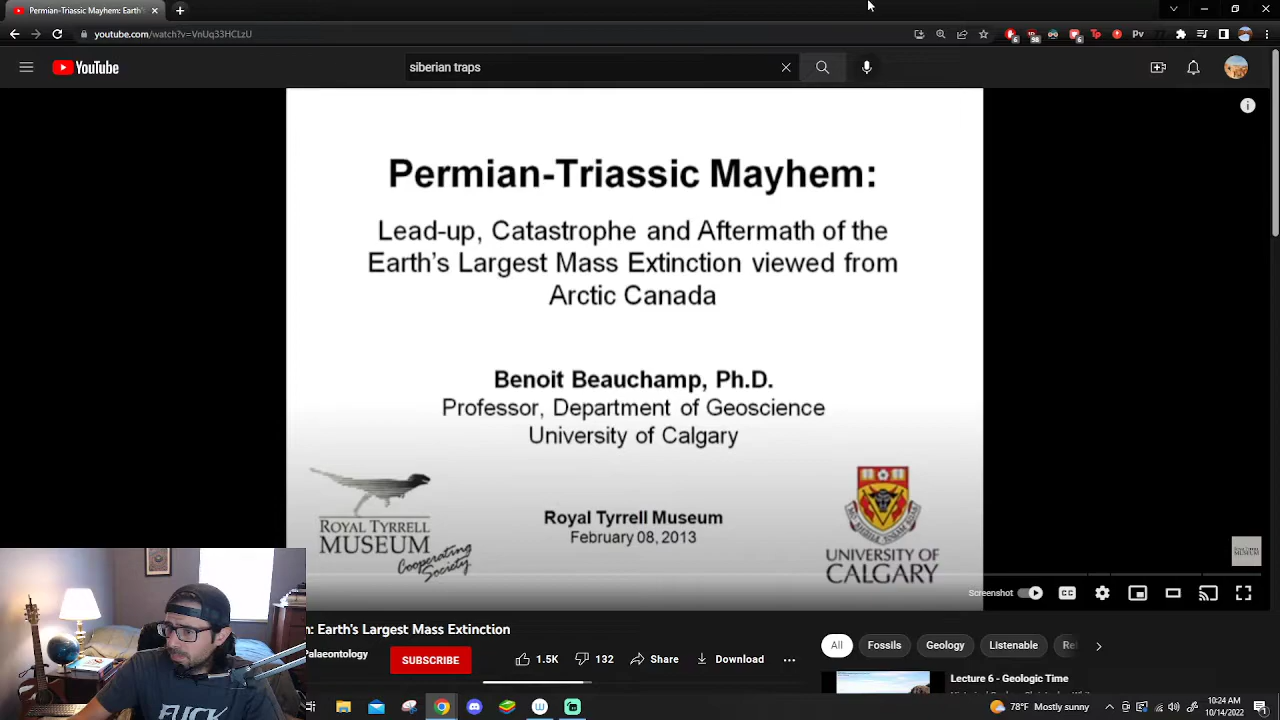 Permian-Triassic Mayhem: Earth's
youtube.com/watch?v=VnUq33HCLzU
YouTube
siberian traps
Permian-Triassic Mayhem:
Lead-up, Catastrophe and Aftermath of the
Earth's Largest Mass Extinction viewed from
Arctic Canada
Benoit Beauchamp, Ph.D.
Professor, Department of Geoscience
University of Calgary
Royal Tyrrell Museum
February 08, 2013
ROYAL TYRRELL
MUSEUM
Cooperating
Society
UNIVERSITY OF
CALGARY
Screenshot
CC
: Earth's Largest Mass Extinction
Palaeontology
SUBSCRIBE
1.5K
132
Share
Download
All
Fossils
Geology
Listenable
Lecture 6 - Geologic Time
FUCK
78°F Mostly sunny
10:24 AM
10/14/2022